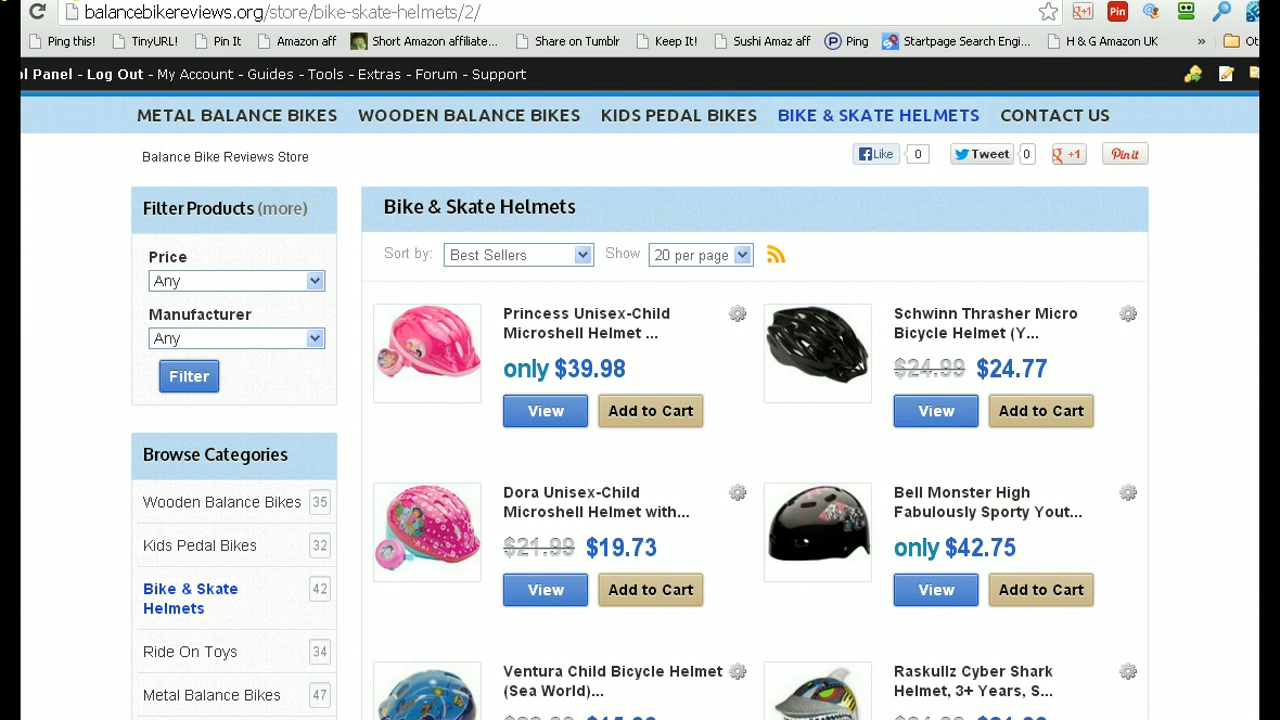 balancebikereviews.org/store/bike-skate-helmets/2/
g+1
Pin
Ping this!
TinyURL!
Pin It
Amazon aff
Short Amazon affiliate...
Share on Tumblr
Keep It!
Sushi Amaz aff
P Ping
Startpage Search Engi...
H & G Amazon UK
»
Ot
ol Panel - Log Out - My Account - Guides - Tools - Extras - Forum - Support
METAL BALANCE BIKES WOODEN BALANCE BIKES KIDS PEDAL BIKES BIKE & SKATE HELMETS CONTACT US
Balance Bike Reviews Store
Like 0
Tweet 0
g +1
Pin it
Filter Products (more)
Price
Any
Manufacturer
Any
Filter
Browse Categories
Wooden Balance Bikes 35
Kids Pedal Bikes 32
Bike & Skate
Helmets 42
Ride On Toys 34
Metal Balance Bikes 47
Bike & Skate Helmets
Sort by: Best Sellers Show 20 per page
Princess Unisex-Child
Microshell Helmet ...
only $39.98
View Add to Cart
Schwinn Thrasher Micro
Bicycle Helmet (Y...
$24.99 $24.77
View Add to Cart
Dora Unisex-Child
Microshell Helmet with...
$21.99 $19.73
View Add to Cart
Bell Monster High
Fabulously Sporty Yout...
only $42.75
View Add to Cart
Ventura Child Bicycle Helmet
(Sea World)...
Raskullz Cyber Shark
Helmet, 3+ Years, S...